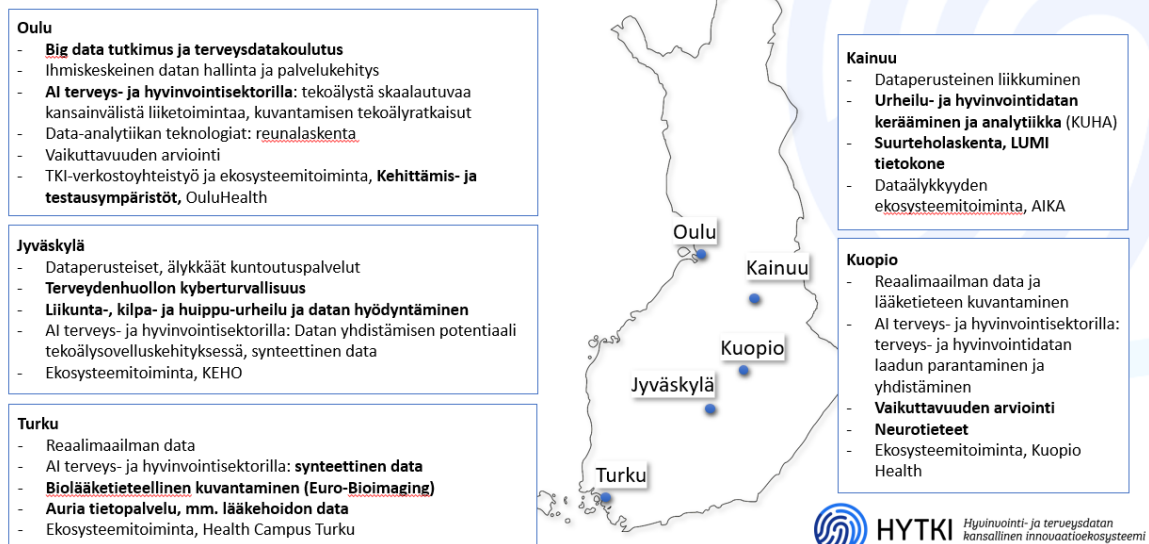 Oulu
- Big data tutkimus ja terveysdatakoulutus
- Ihmiskeskeinen datan hallinta ja palvelukehitys
- AI terveys- ja hyvinvointisektorilla: tekoälystä skaalautuvaa
kansainvälistä liiketoimintaa, kuvantamisen tekoälyratkaisut
- Data-analytiikan teknologiat: reunalaskenta
- Vaikuttavuuden arviointi
- TKI-verkostoyhteistyö ja ekosysteemitoiminta, Kehittämis- ja
testausympäristöt, OuluHealth
Jyväskylä
- Dataperusteiset, älykkäät kuntoutuspalvelut
- Terveydenhuollon kyberturvallisuus
- Liikunta-, kilpa- ja huippu-urheilu ja datan hyödyntäminen
- AI terveys- ja hyvinvointisektorilla: Datan yhdistämisen potentiaali
tekoälysovelluskehityksessä, synteettinen data
- Ekosysteemitoiminta, KEHO
Turku
- Reaalimaailman data
- AI terveys- ja hyvinvointisektorilla: synteettinen data
- Biolääketieteellinen kuvantaminen (Euro-Bioimaging)
- Auria tietopalvelu, mm. lääkehoidon data
- Ekosysteemitoiminta, Health Campus Turku
Oulu
Kainuu
Kuopio
Jyväskylä
Turku
Kainuu
- Dataperusteinen liikkuminen
- Urheilu- ja hyvinvointidatan
kerääminen ja analytiikka (KUHA)
- Suurteholaskenta, LUMI
tietokone
- Dataälykkyyden
ekosysteemitoiminta, AIKA
Kuopio
- Reaalimaailman data ja
lääketieteen kuvantaminen
- AI terveys- ja hyvinvointisektorilla:
terveys- ja hyvinvointidatan
laadun parantaminen ja
yhdistäminen
- Vaikuttavuuden arviointi
- Neurotieteet
- Ekosysteemitoiminta, Kuopio
Health
HYTKI
Hyvinvointi- ja terveysdatan
kansallinen innovaatioekosysteemi